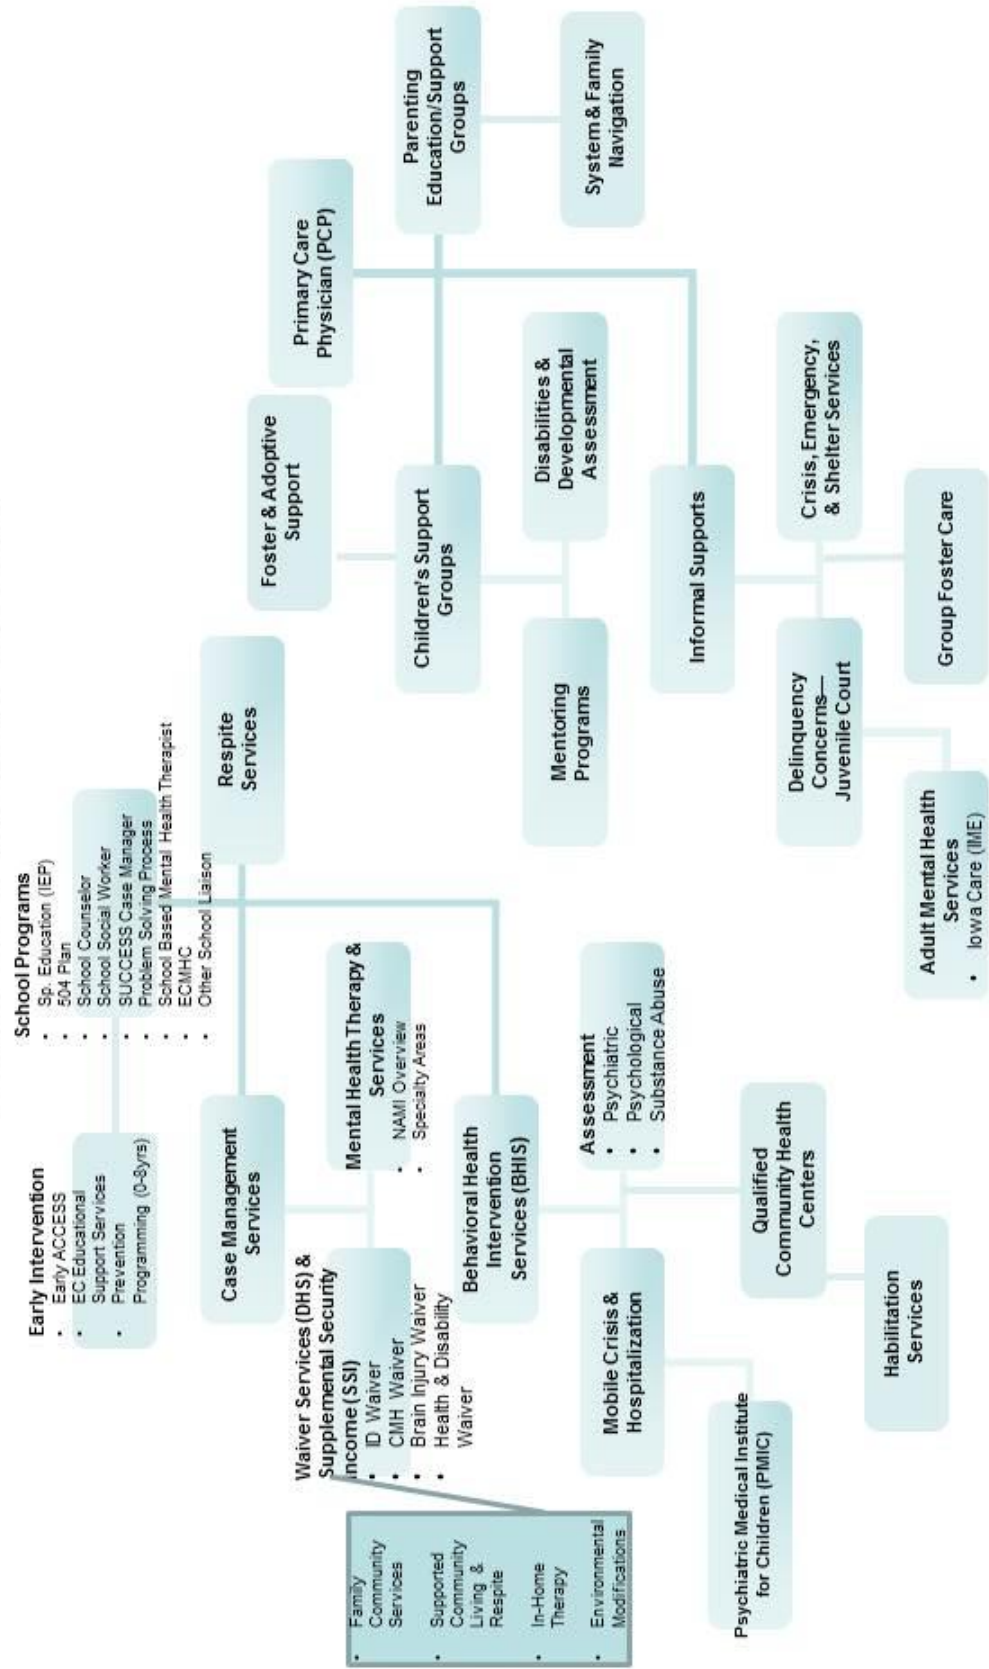 School Programs
• Sp. Education (IEP)
• 504 Plan
• School Counselor
• School Social Worker
• SUCCESS Case Manager
• Problem Solving Process
• School Based Mental Health Therapist
• ECMHC
• Other School Liaison
Early Intervention
• Early ACCESS
• EC Educational
Support Services
• Prevention
Programming (0-8yrs)
Primary Care
Physician (PCP)
Parenting
Education/Support
Groups
System & Family
Navigation
Foster & Adoptive
Support
Children's Support
Groups
Disabilities &
Developmental
Assessment
Mentoring
Programs
Informal Supports
Crisis, Emergency,
& Shelter Services
Delinquency
Concerns—
Juvenile Court
Group Foster Care
Adult Mental Health
Services
• Iowa Care (IME)
Respite
Services
Case Management
Services
Mental Health Therapy &
Services
• NAMI Overview
• Specialty Areas
Waiver Services (DHS) &
Supplemental Security
Income (SSI)
• ID Waiver
• CMH Waiver
• Brain Injury Waiver
• Health & Disability
Waiver
• Family
Community
Services
• Supported
Community
Living &
Respite
• In-Home
Therapy
• Environmental
Modifications
Behavioral Health
Intervention
Services (BHIS)
Assessment
• Psychiatric
• Psychological
• Substance Abuse
Mobile Crisis &
Hospitalization
Qualified
Community Health
Centers
Psychiatric Medical Institute
for Children (PMIC)
Habilitation
Services